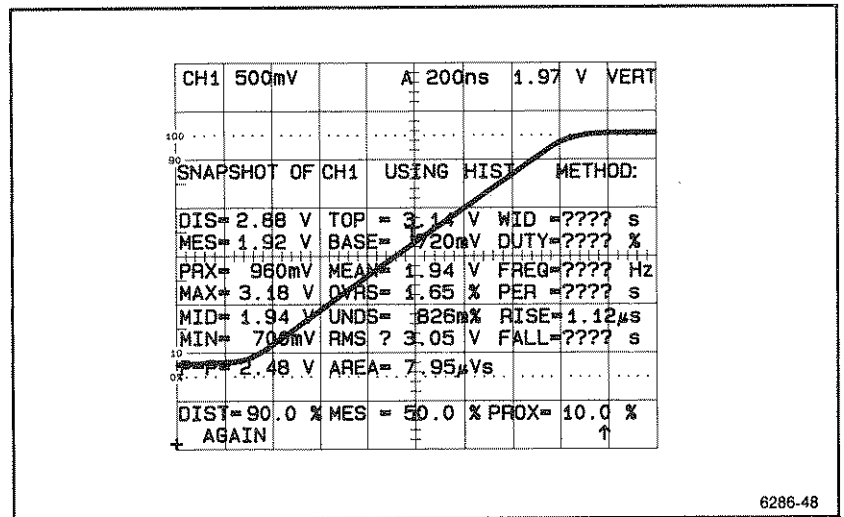 CH1 500mV A 200ns 1.97 V VERT
100
90
SNAPSHOT OF CH1 USING HIST METHOD:
DIS= 2.88 V TOP = 3.14 V WID =???? s
MES= 1.92 V BASE= 720mV DUTY=???? %
PRX= 960mV MEAN= 1.94 V FREQ=???? Hz
MAX= 3.18 V OVRS= 1.65 % PER =???? s
MID= 1.94 V UNDS= 826m% RISE= 1.12µs
MIN= 700mV RMS ? 3.05 V FALL=???? s
10
P-P= 2.48 V AREA= 7.95µVs
0%
DIST= 90.0 % MES = 50.0 % PROX= 10.0 %
AGAIN ↑
6286-48